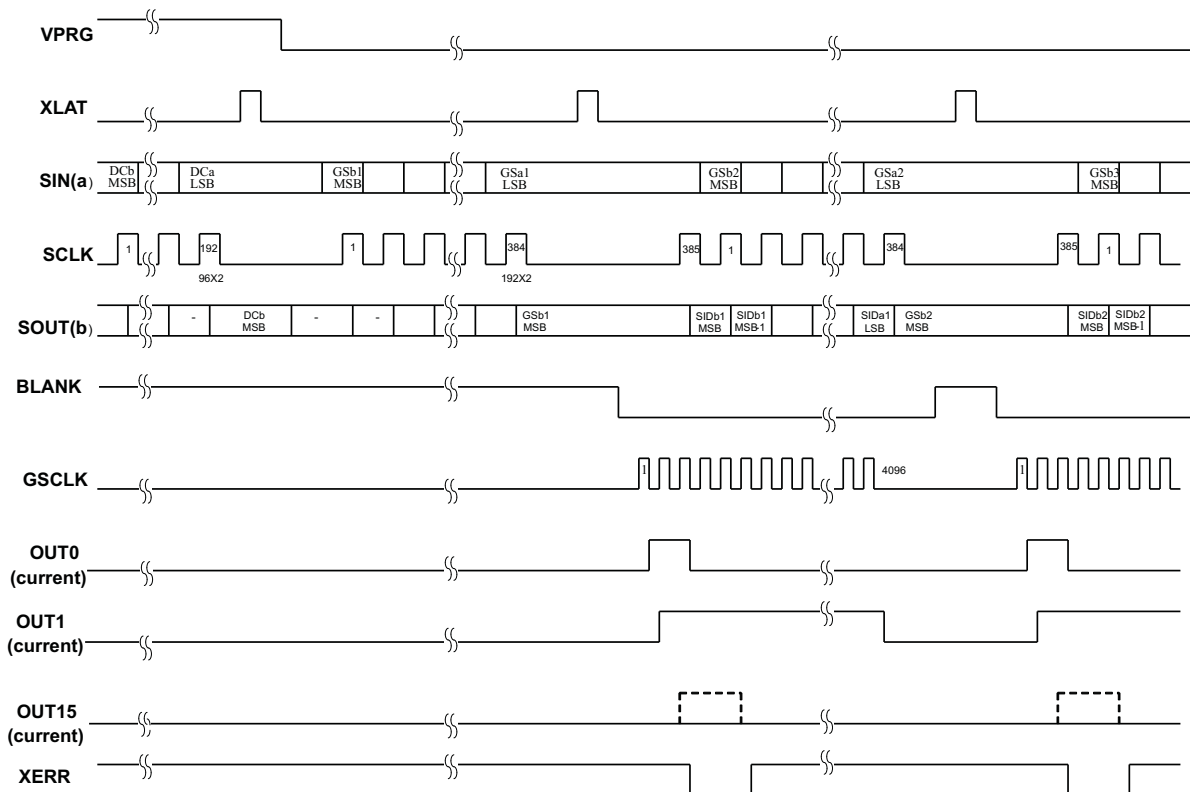 VPRG
XLAT
SIN(a)
DCb
MSB
DCa
LSB
GSb1
MSB
GSa1
LSB
GSb2
MSB
GSa2
LSB
GSb3
MSB
SCLK
1
192
1
384
385
1
384
385
1
96X2
192X2
SOUT(b)
-
DCb
MSB
-
-
GSb1
MSB
SIDb1
MSB
SIDb1
MSB-1
SIDa1
LSB
GSb2
MSB
SIDb2
MSB
SIDb2
MSB-1
BLANK
GSCLK
1
4096
1
OUT0
(current)
OUT1
(current)
OUT15
(current)
XERR